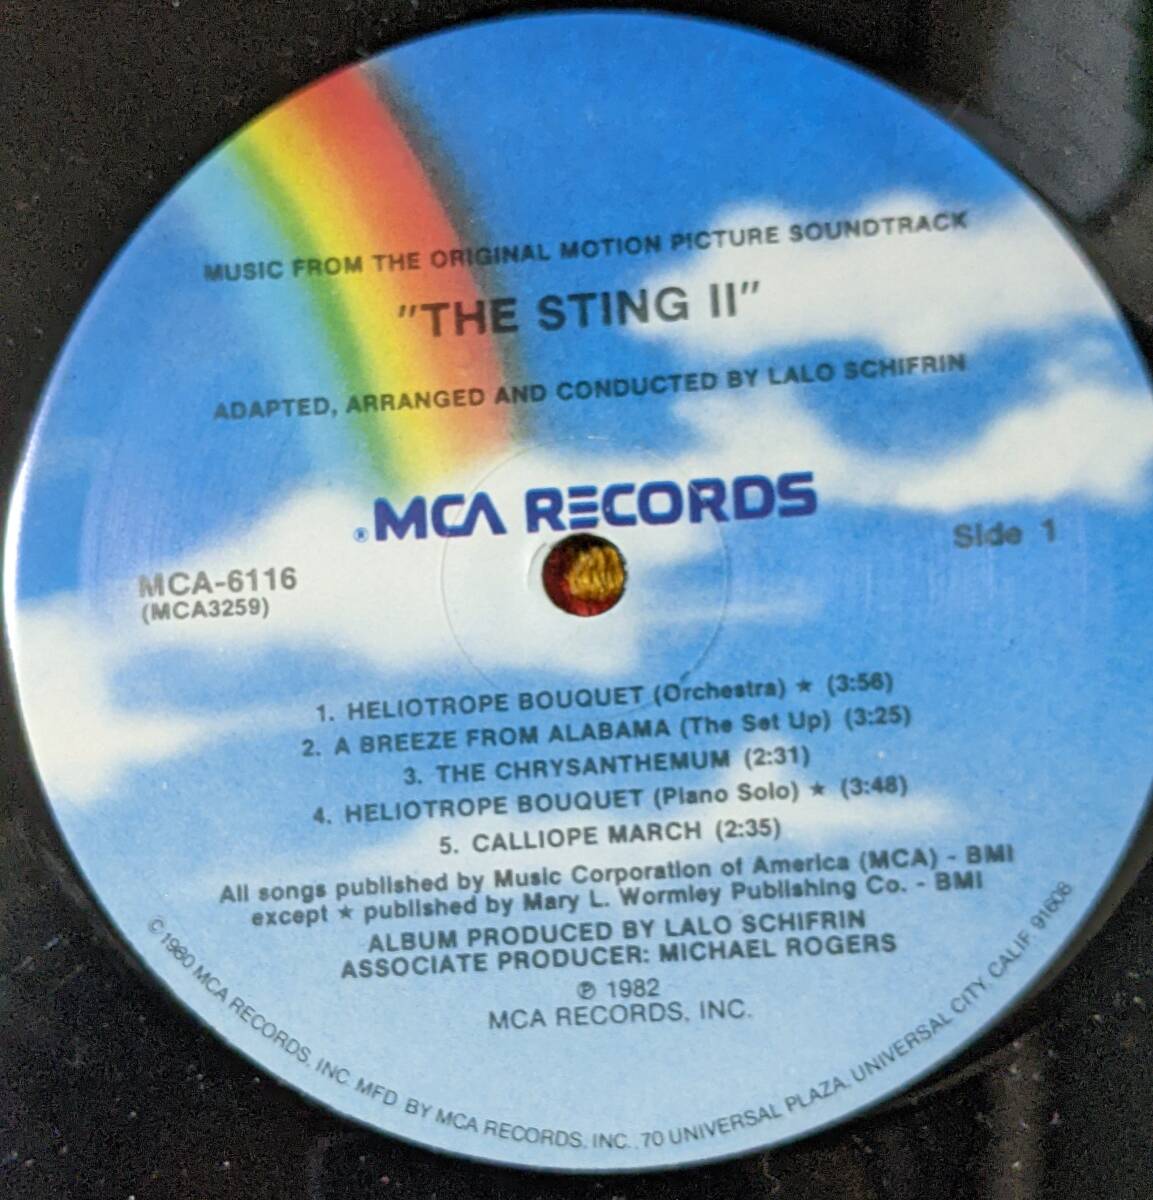 MUSIC FROM THE ORIGINAL MOTION PICTURE SOUNDTRACK
"THE STING II"
ADAPTED, ARRANGED AND CONDUCTED BY LALO SCHIFRIN
® MCA RECORDS
Side 1
MCA-6116
(MCA3259)
1. HELIOTROPE BOUQUET (Orchestra) ★ (3:56)
2. A BREEZE FROM ALABAMA (The Set Up) (3:25)
3. THE CHRYSANTHEMUM (2:31)
4. HELIOTROPE BOUQUET (Piano Solo) ★ (3:48)
5. CALLIOPE MARCH (2:35)
All songs published by Music Corporation of America (MCA) - BMI
except ★ published by Mary L. Wormley Publishing Co. - BMI
ALBUM PRODUCED BY LALO SCHIFRIN
ASSOCIATE PRODUCER: MICHAEL ROGERS
℗ 1982
MCA RECORDS, INC.
© 1980 MCA RECORDS, INC. MFD. BY MCA RECORDS, INC., 70 UNIVERSAL PLAZA, UNIVERSAL CITY, CALIF. 91608